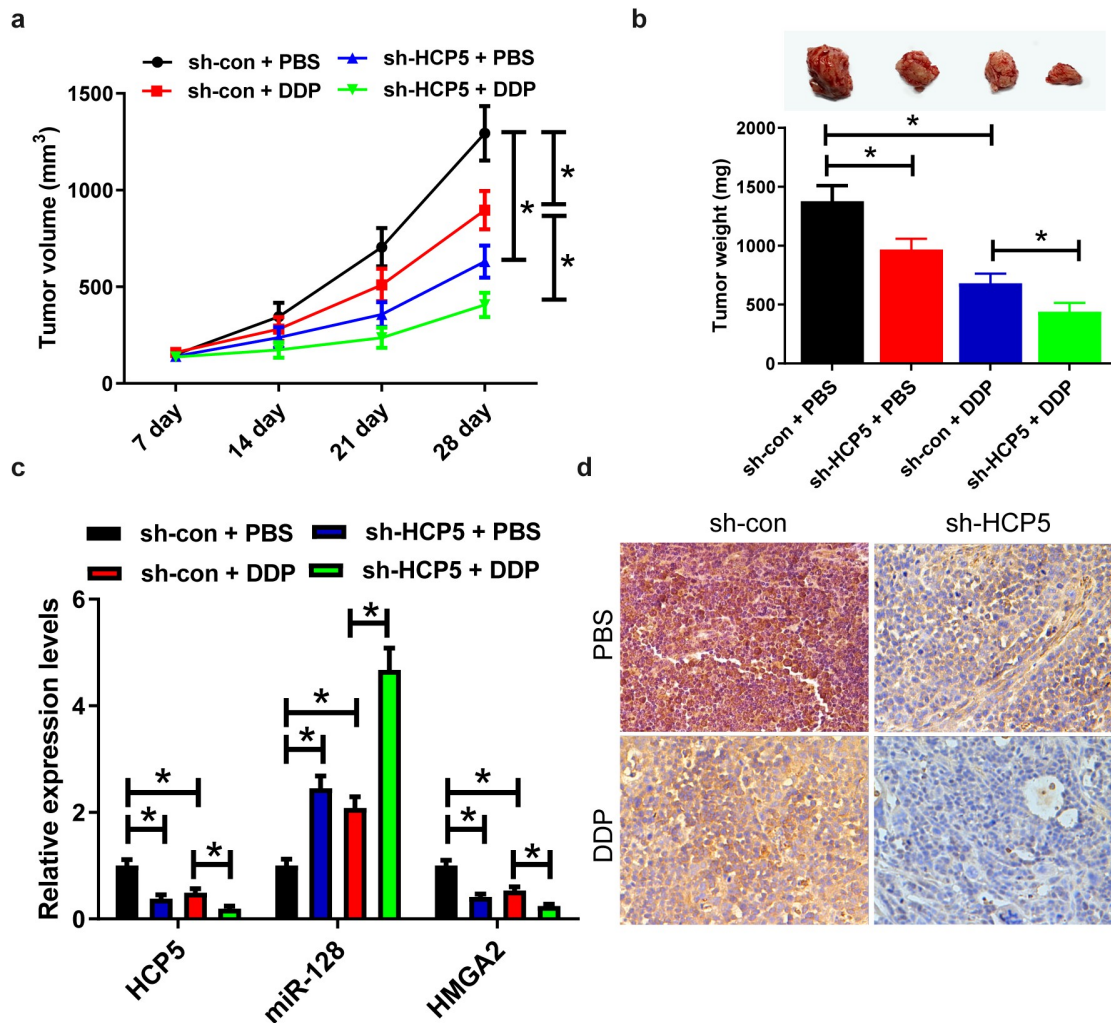 a
sh-con + PBS
sh-HCP5 + PBS
sh-con + DDP
sh-HCP5 + DDP
Tumor volume (mm³)
1500
1000
500
0
7 day
14 day
21 day
28 day
*
*
*
b
Tumor weight (mg)
2000
1500
1000
500
0
*
*
*
sh-con + PBS
sh-HCP5 + PBS
sh-con + DDP
sh-HCP5 + DDP
c
sh-con + PBS
sh-HCP5 + PBS
sh-con + DDP
sh-HCP5 + DDP
Relative expression levels
6
4
2
0
*
*
*
*
*
*
*
*
*
HCP5
miR-128
HMGA2
d
sh-con
sh-HCP5
PBS
DDP